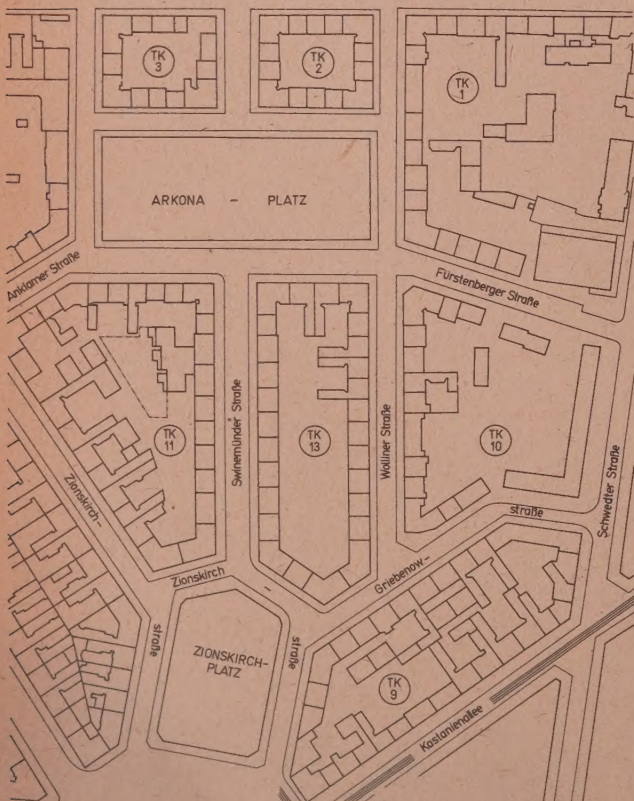 TK
3
TK
2
TK
1
ARKONA - PLATZ
Anklamer Straße
Fürstenberger Straße
TK
11
Swinemünder Straße
TK
13
Wolliner Straße
TK
10
Schwedter Straße
Zionskirch-
straße
Zionskirch
straße
Griebenow-
straße
ZIONSKIRCH-
PLATZ
TK
9
Kastanienallee